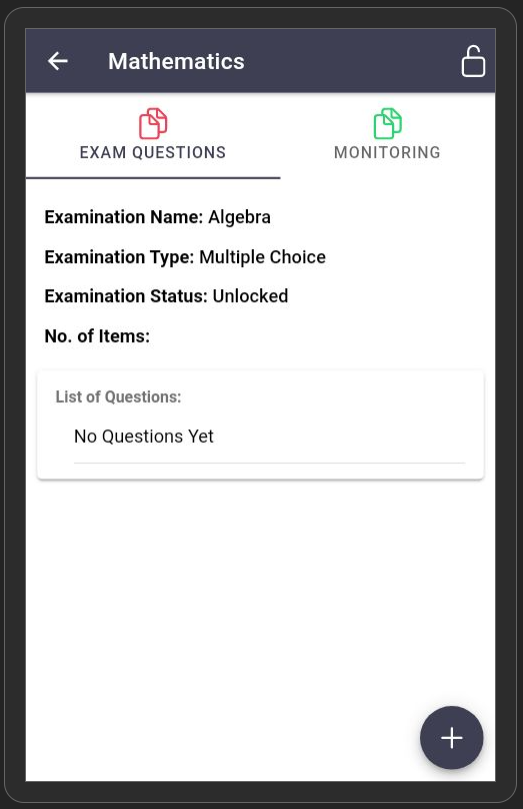 Mathematics
EXAM QUESTIONS
MONITORING
Examination Name: Algebra
Examination Type: Multiple Choice
Examination Status: Unlocked
No. of Items:
List of Questions:
No Questions Yet